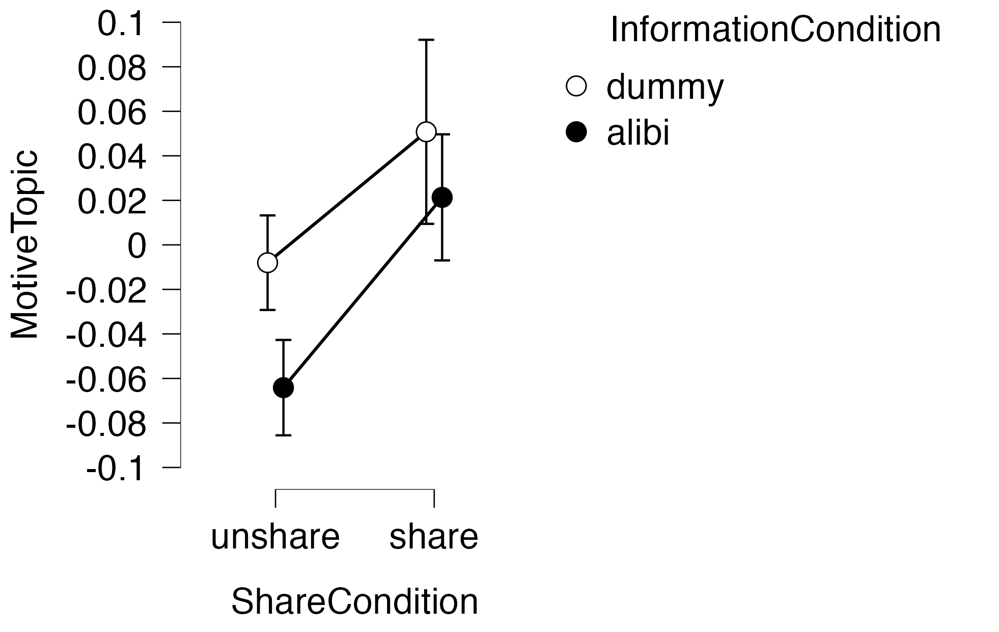 InformationCondition
dummy
alibi
MotiveTopic
0.1
0.08
0.06
0.04
0.02
0
-0.02
-0.04
-0.06
-0.08
-0.1
unshare share
ShareCondition